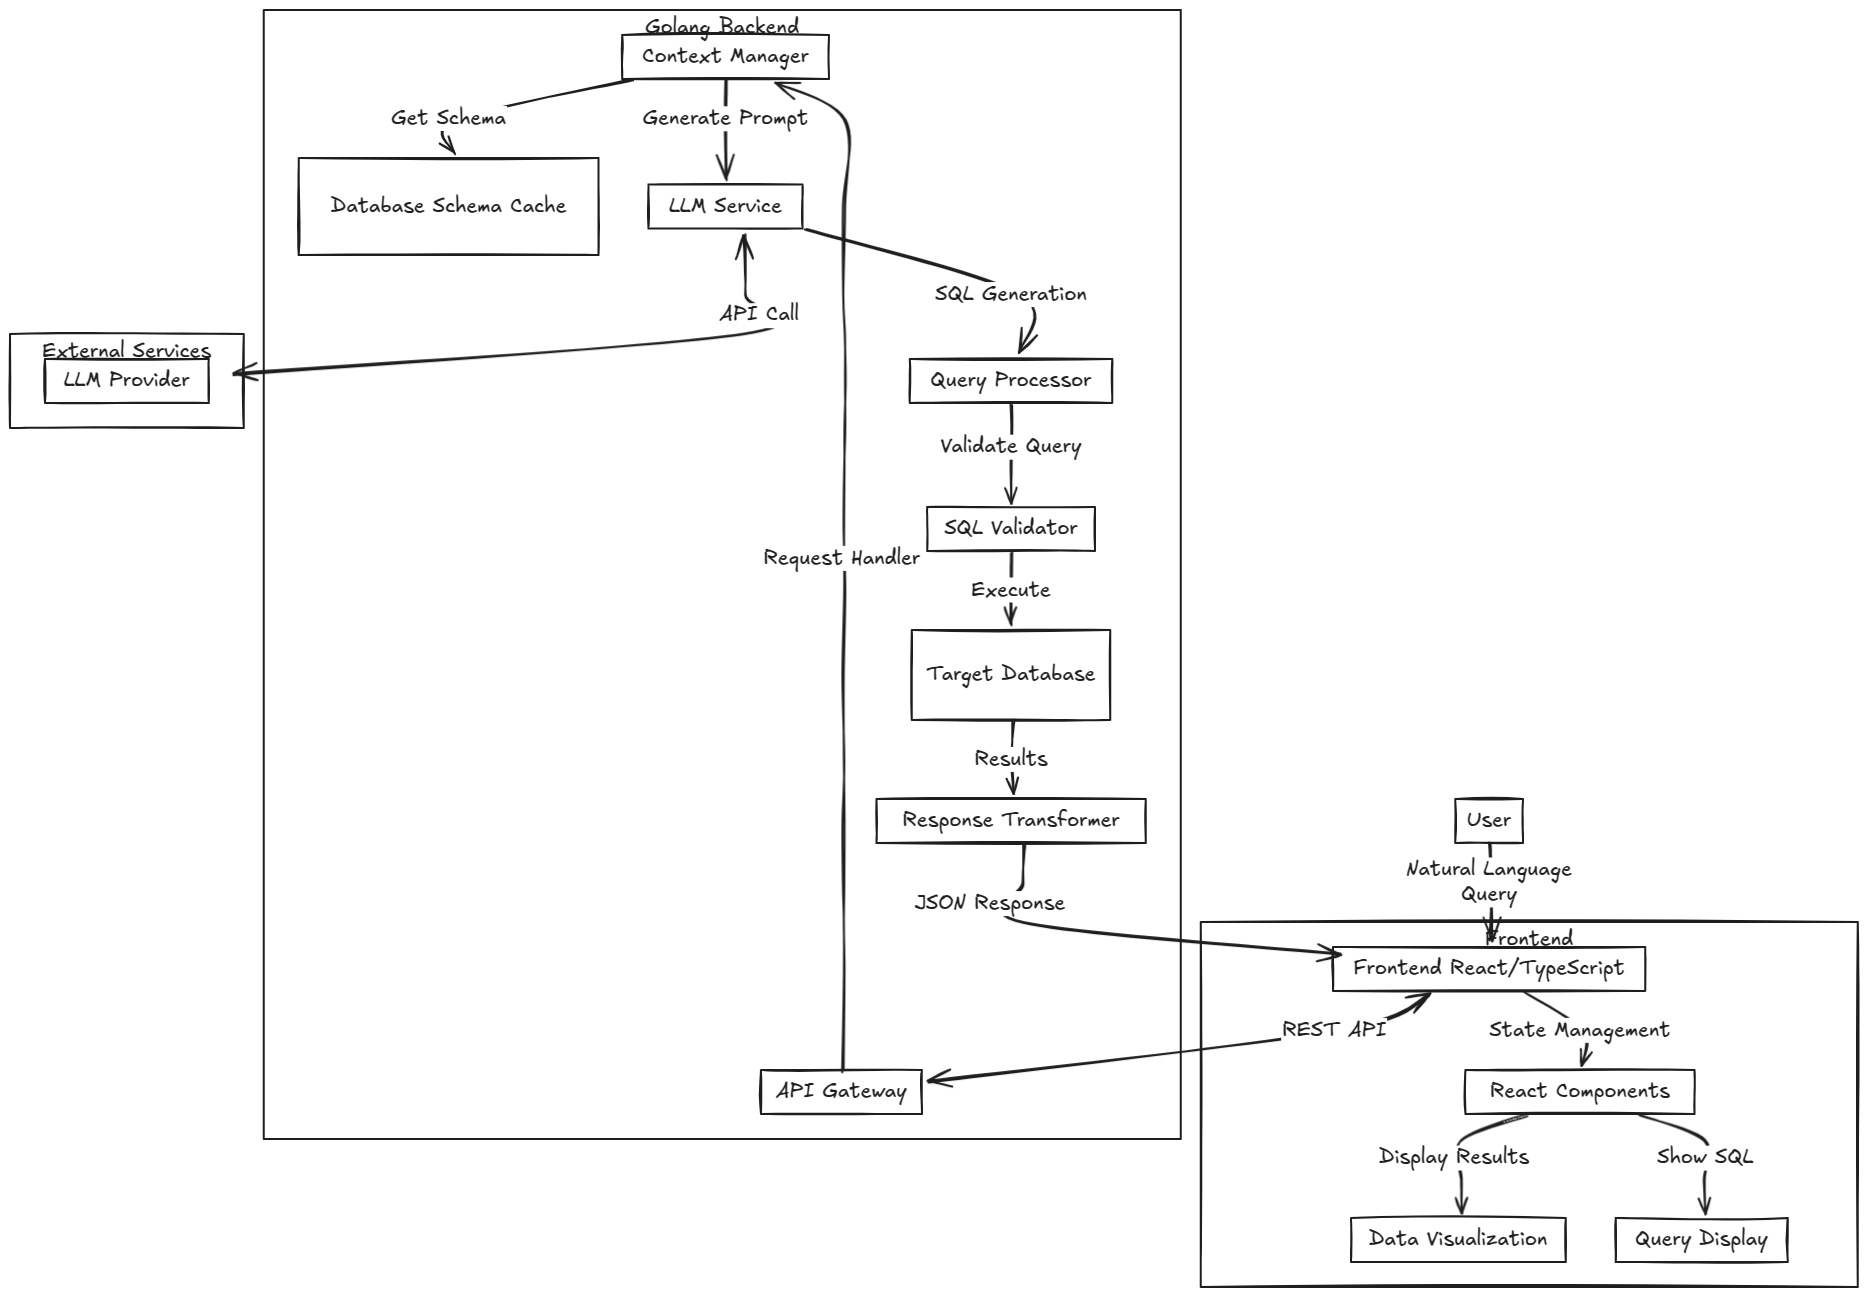 Golang Backend
Context Manager
Get Schema
Generate Prompt
Database Schema Cache
LLM Service
SQL Generation
API Call
External Services
LLM Provider
Query Processor
Validate Query
SQL Validator
Request Handler
Execute
Target Database
Results
Response Transformer
User
Natural Language
Query
JSON Response
Frontend
Frontend React/TypeScript
REST API
State Management
API Gateway
React Components
Display Results
Show SQL
Data Visualization
Query Display